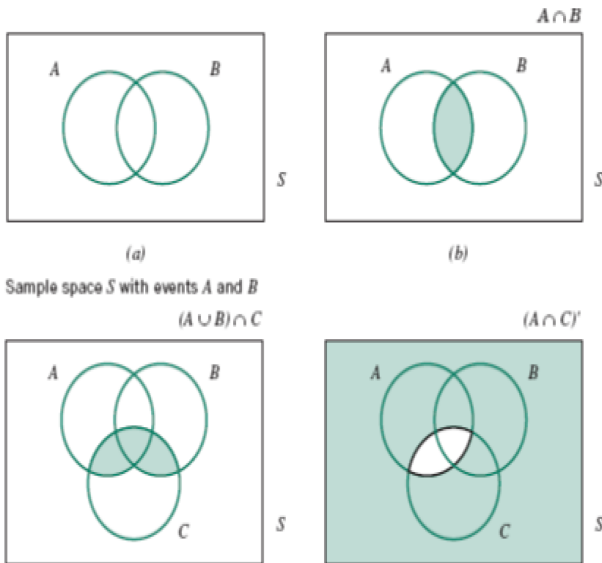 A ∩ B
A B A B
S S
(a) (b)
Sample space S with events A and B
(A ∪ B) ∩ C (A ∩ C)'
A B A B
C S C S